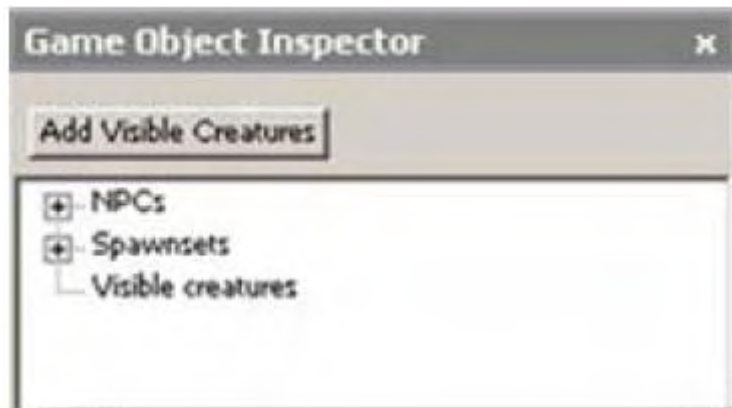 Game Object Inspector
Add Visible Creatures
NPCs
Spawnsets
Visible creatures